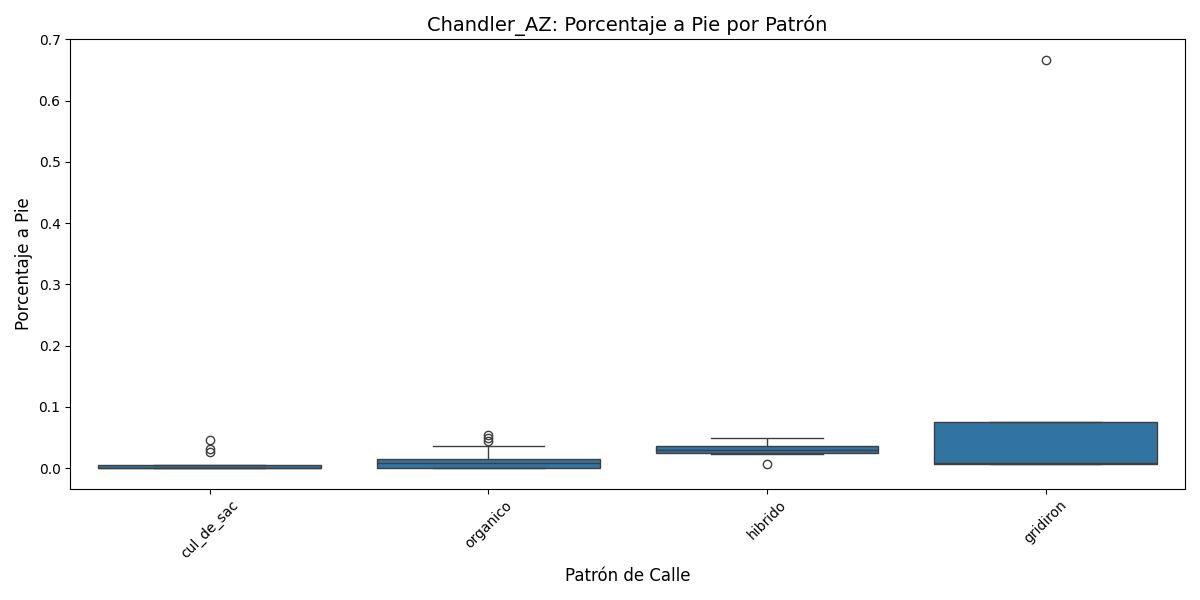 Chandler_AZ: Porcentaje a Pie por Patrón
Porcentaje a Pie
0.7
0.6
0.5
0.4
0.3
0.2
0.1
0.0
cul_de_sac
organico
hibrido
gridiron
Patrón de Calle